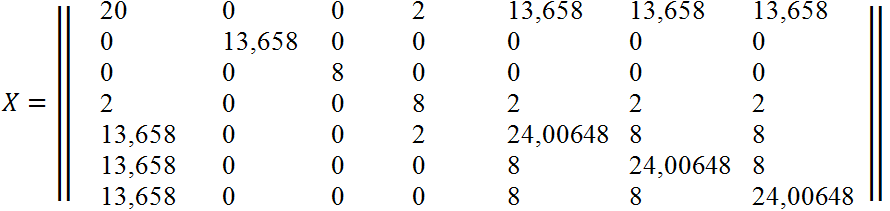 20 0 0 2 13,658 13,658 13,658
0 13,658 0 0 0 0 0
0 0 8 0 0 0 0
X = 2 0 0 8 2 2 2
13,658 0 0 2 24,00648 8 8
13,658 0 0 0 8 24,00648 8
13,658 0 0 0 8 8 24,00648